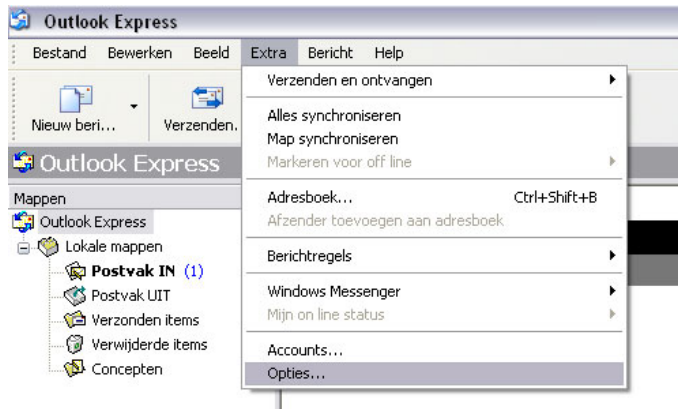 Outlook Express
Bestand Bewerken Beeld Extra Bericht Help
Nieuw beri... Verzenden.
Outlook Express
Mappen
Outlook Express
Lokale mappen
Postvak IN (1)
Postvak UIT
Verzonden items
Verwijderde items
Concepten
Verzenden en ontvangen
Alles synchroniseren
Map synchroniseren
Markeren voor off line
Adresboek... Ctrl+Shift+B
Afzender toevoegen aan adresboek
Berichtregels
Windows Messenger
Mijn on line status
Accounts...
Opties...